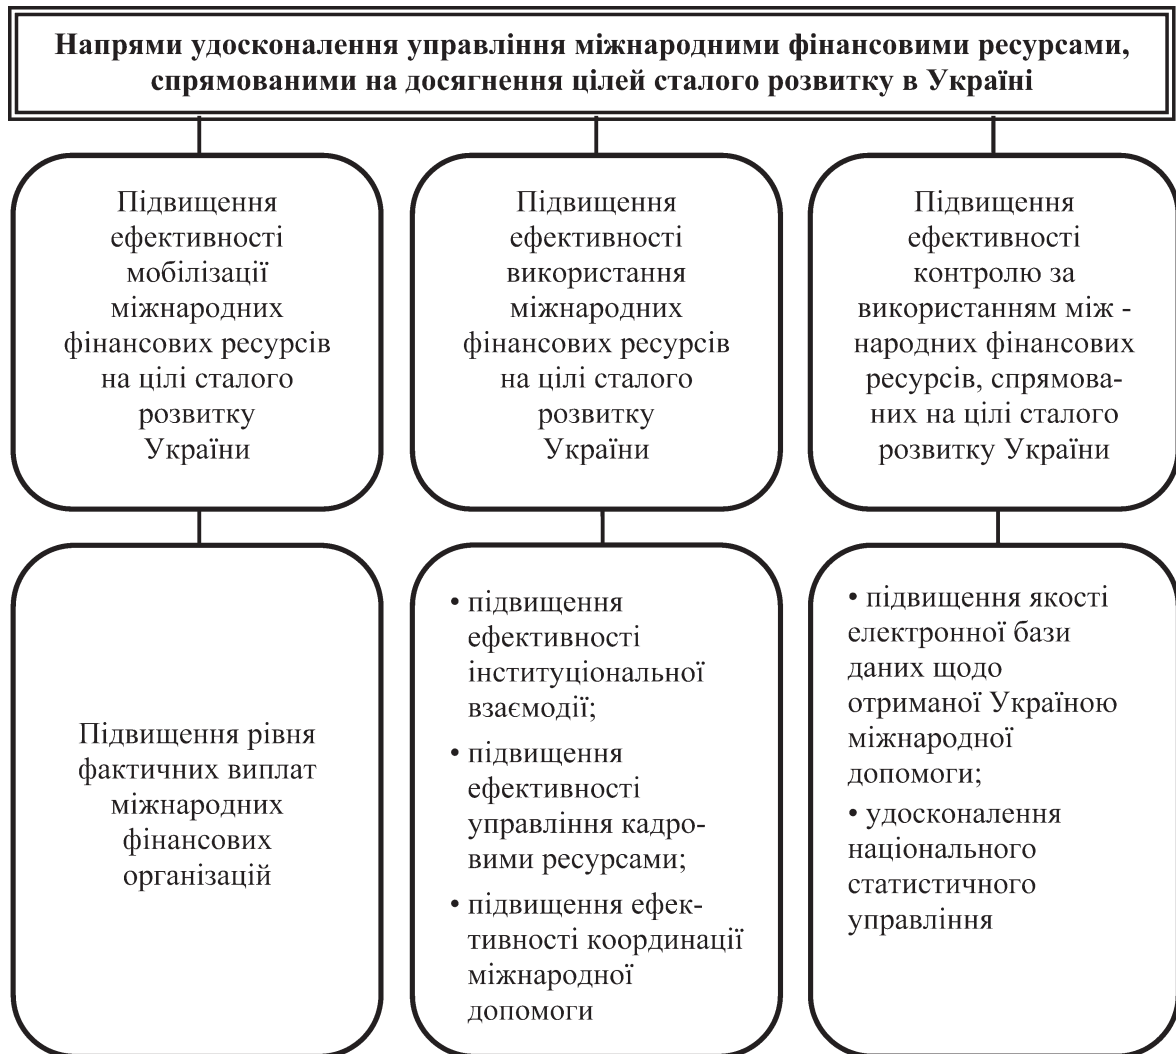 Напрями удосконалення управління міжнародними фінансовими ресурсами,
спрямованими на досягнення цілей сталого розвитку в Україні
Підвищення
ефективності
мобілізації
міжнародних
фінансових ресурсів
на цілі сталого
розвитку
України
Підвищення
ефективності
використання
міжнародних
фінансових ресурсів
на цілі сталого
розвитку
України
Підвищення
ефективності
контролю за
використанням між -
народних фінансових
ресурсів, спрямова-
них на цілі сталого
розвитку України
Підвищення рівня
фактичних виплат
міжнародних
фінансових
організацій
• підвищення
ефективності
інституціональної
взаємодії;
• підвищення
ефективності
управління кадро-
вими ресурсами;
• підвищення ефек-
тивності координації
міжнародної
допомоги
• підвищення якості
електронної бази
даних щодо
отриманої Україною
міжнародної
допомоги;
• удосконалення
національного
статистичного
управління